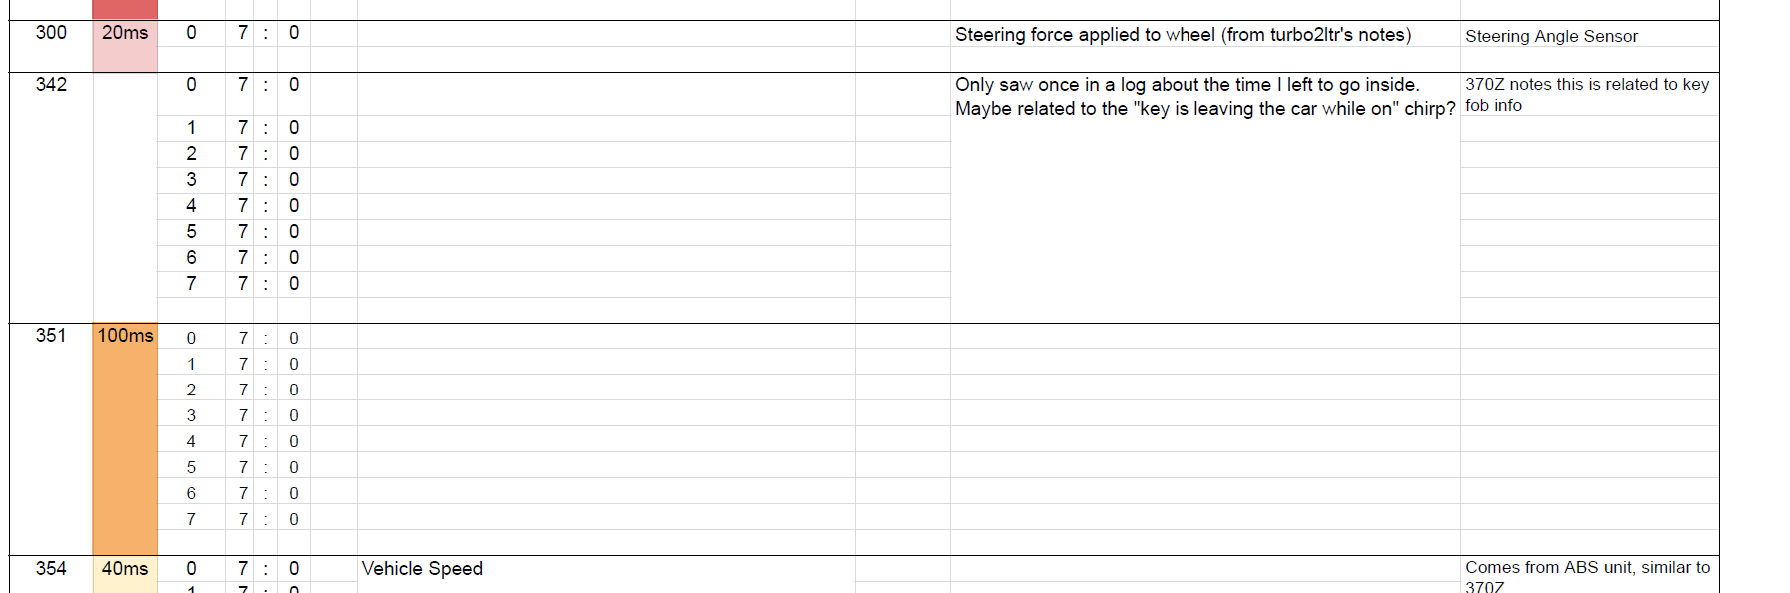 300 20ms 0 7 : 0 Steering force applied to wheel (from turbo2ltr's notes) Steering Angle Sensor
342 0 7 : 0 Only saw once in a log about the time I left to go inside. 370Z notes this is related to key
Maybe related to the "key is leaving the car while on" chirp? fob info
1 7 : 0
2 7 : 0
3 7 : 0
4 7 : 0
5 7 : 0
6 7 : 0
7 7 : 0
351 100ms 0 7 : 0
1 7 : 0
2 7 : 0
3 7 : 0
4 7 : 0
5 7 : 0
6 7 : 0
7 7 : 0
354 40ms 0 7 : 0 Vehicle Speed Comes from ABS unit, similar to
1 7 : 0 370Z